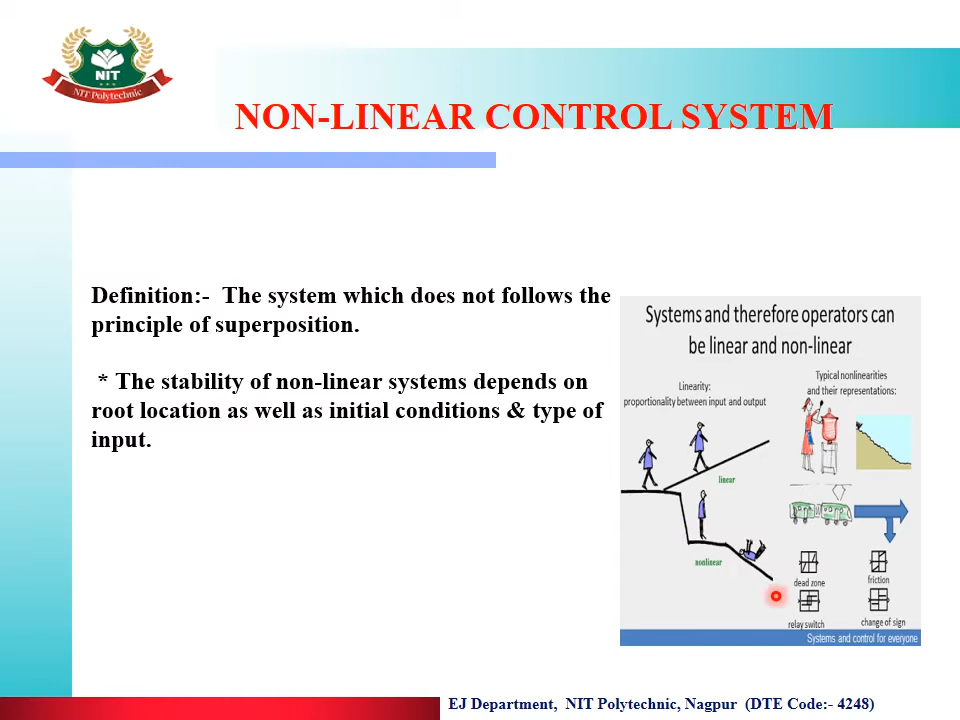 NIT
NIT Polytechnic
NON-LINEAR CONTROL SYSTEM
Definition:- The system which does not follows the
principle of superposition.
* The stability of non-linear systems depends on
root location as well as initial conditions & type of
input.
Systems and therefore operators can
be linear and non-linear
Linearity:
proportionality between input and output
Typical nonlinearities
and their representations:
linear
nonlinear
dead zone
friction
relay switch
change of sign
Systems and control for everyone
EJ Department, NIT Polytechnic, Nagpur (DTE Code:- 4248)